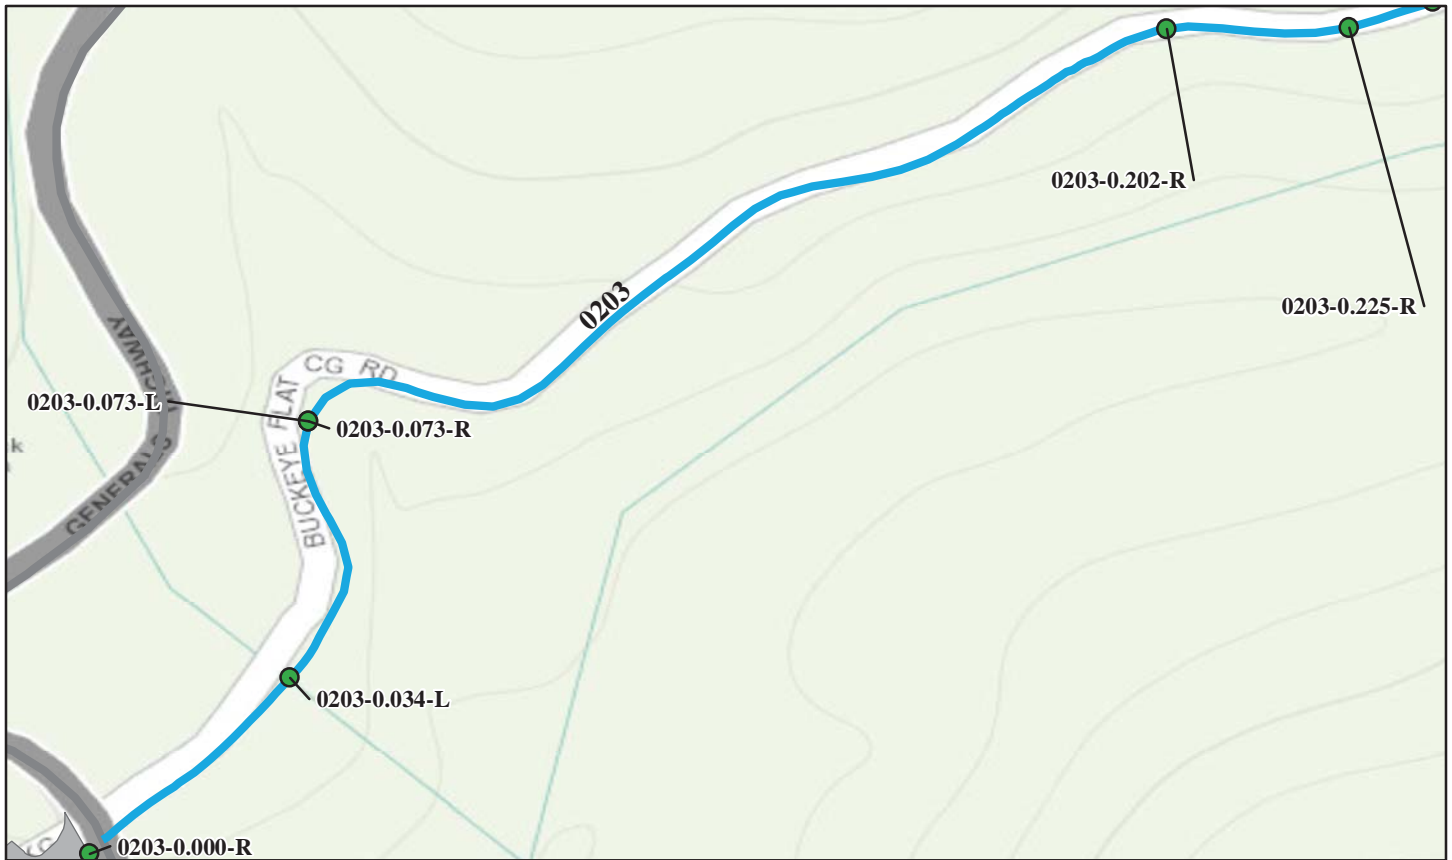 0203-0.202-R
0203-0.225-R
0203
CG RD
BUCKEYE FLAT
HIGHWAY
GENERALS
0203-0.073-L
0203-0.073-R
k
0203-0.034-L
0203-0.000-R